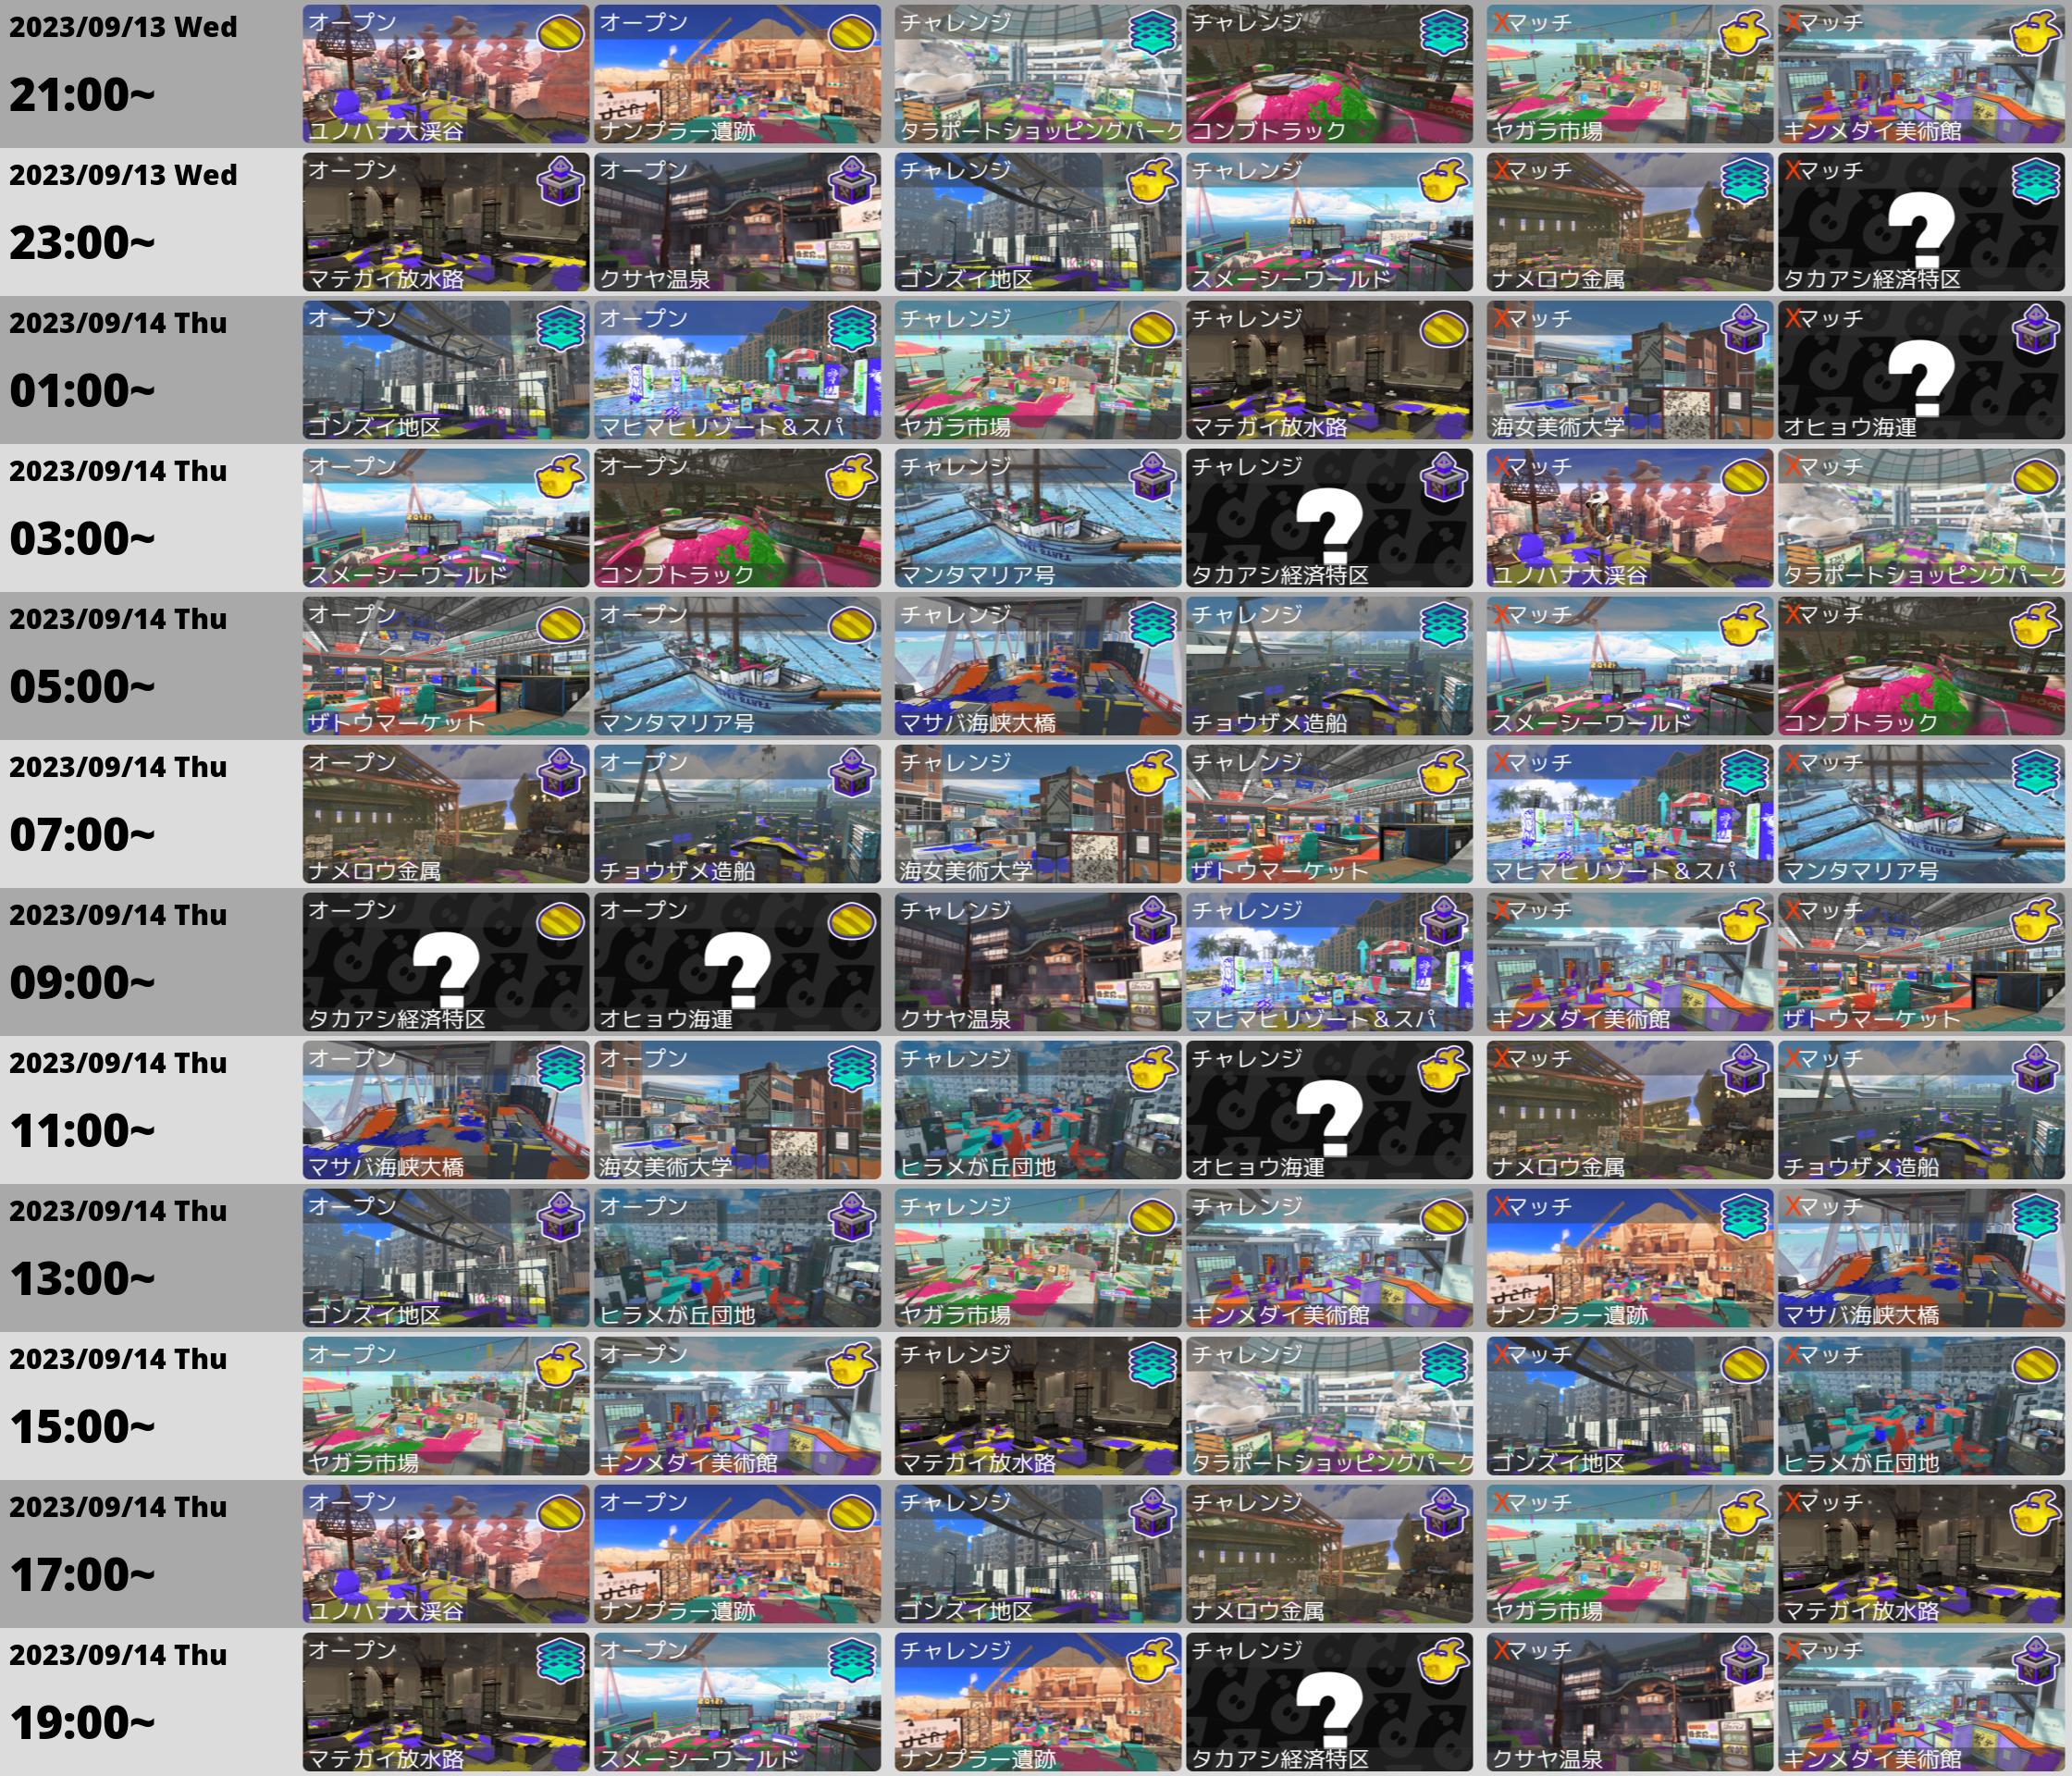 2023/09/13 Wed
21:00~
オープン オープン チャレンジ チャレンジ Xマッチ Xマッチ
ユノハナ大渓谷 ナンプラー遺跡 タラポートショッピングパーク コンブトラック ヤガラ市場 キンメダイ美術館
2023/09/13 Wed
23:00~
オープン オープン チャレンジ チャレンジ Xマッチ Xマッチ
マテガイ放水路 クサヤ温泉 ゴンズイ地区 スメーシーワールド ナメロウ金属 タカアシ経済特区
2023/09/14 Thu
01:00~
オープン オープン チャレンジ チャレンジ Xマッチ Xマッチ
ゴンズイ地区 マヒマヒリゾート&スパ ヤガラ市場 マテガイ放水路 海女美術大学 オヒョウ海運
2023/09/14 Thu
03:00~
オープン オープン チャレンジ チャレンジ Xマッチ Xマッチ
スメーシーワールド コンブトラック マンタマリア号 タカアシ経済特区 ユノハナ大渓谷 タラポートショッピングパーク
2023/09/14 Thu
05:00~
オープン オープン チャレンジ チャレンジ Xマッチ Xマッチ
ザトウマーケット マンタマリア号 マサバ海峡大橋 チョウザメ造船 スメーシーワールド コンブトラック
2023/09/14 Thu
07:00~
オープン オープン チャレンジ チャレンジ Xマッチ Xマッチ
ナメロウ金属 チョウザメ造船 海女美術大学 ザトウマーケット マヒマヒリゾート&スパ マンタマリア号
2023/09/14 Thu
09:00~
オープン オープン チャレンジ チャレンジ Xマッチ Xマッチ
タカアシ経済特区 オヒョウ海運 クサヤ温泉 マヒマヒリゾート&スパ キンメダイ美術館 ザトウマーケット
2023/09/14 Thu
11:00~
オープン オープン チャレンジ チャレンジ Xマッチ Xマッチ
マサバ海峡大橋 海女美術大学 ヒラメが丘団地 オヒョウ海運 ナメロウ金属 チョウザメ造船
2023/09/14 Thu
13:00~
オープン オープン チャレンジ チャレンジ Xマッチ Xマッチ
ゴンズイ地区 ヒラメが丘団地 ヤガラ市場 キンメダイ美術館 ナンプラー遺跡 マサバ海峡大橋
2023/09/14 Thu
15:00~
オープン オープン チャレンジ チャレンジ Xマッチ Xマッチ
ヤガラ市場 キンメダイ美術館 マテガイ放水路 タラポートショッピングパーク ゴンズイ地区 ヒラメが丘団地
2023/09/14 Thu
17:00~
オープン オープン チャレンジ チャレンジ Xマッチ Xマッチ
ユノハナ大渓谷 ナンプラー遺跡 ゴンズイ地区 ナメロウ金属 ヤガラ市場 マテガイ放水路
2023/09/14 Thu
19:00~
オープン オープン チャレンジ チャレンジ Xマッチ Xマッチ
マテガイ放水路 スメーシーワールド ナンプラー遺跡 タカアシ経済特区 クサヤ温泉 キンメダイ美術館